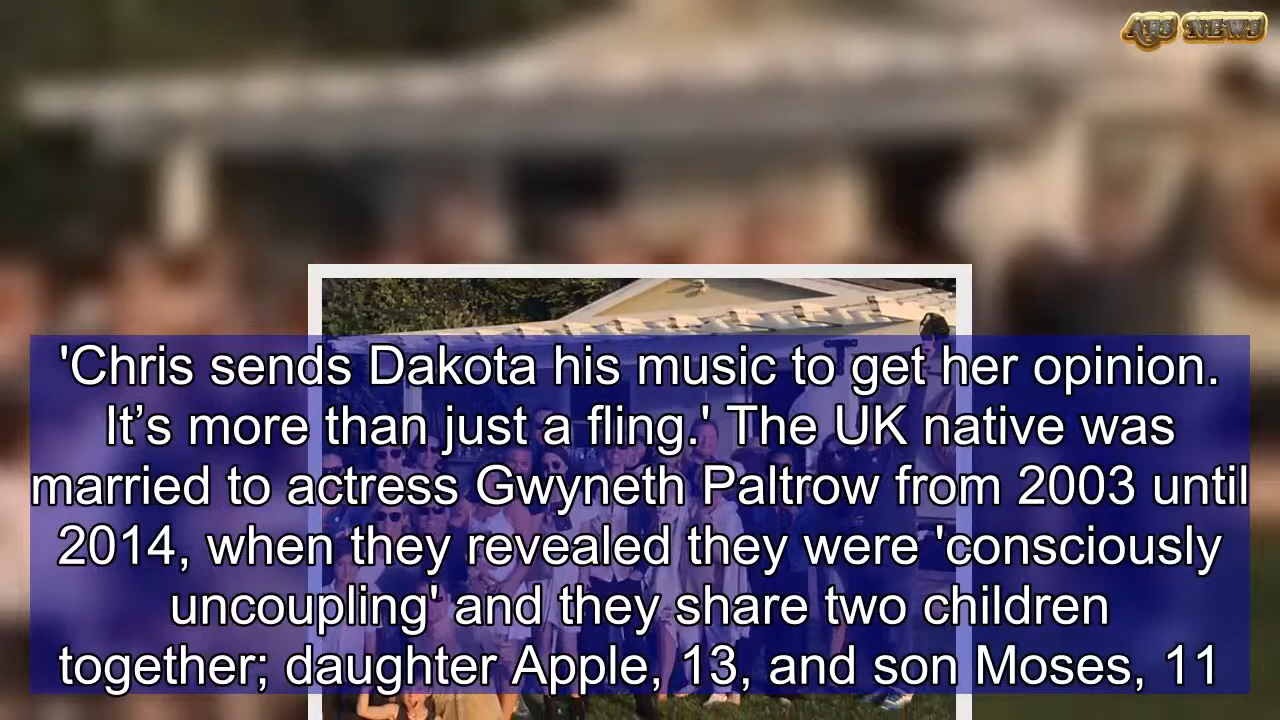 AFS NEWS
'Chris sends Dakota his music to get her opinion.
It’s more than just a fling.' The UK native was
married to actress Gwyneth Paltrow from 2003 until
2014, when they revealed they were 'consciously
uncoupling' and they share two children
together; daughter Apple, 13, and son Moses, 11